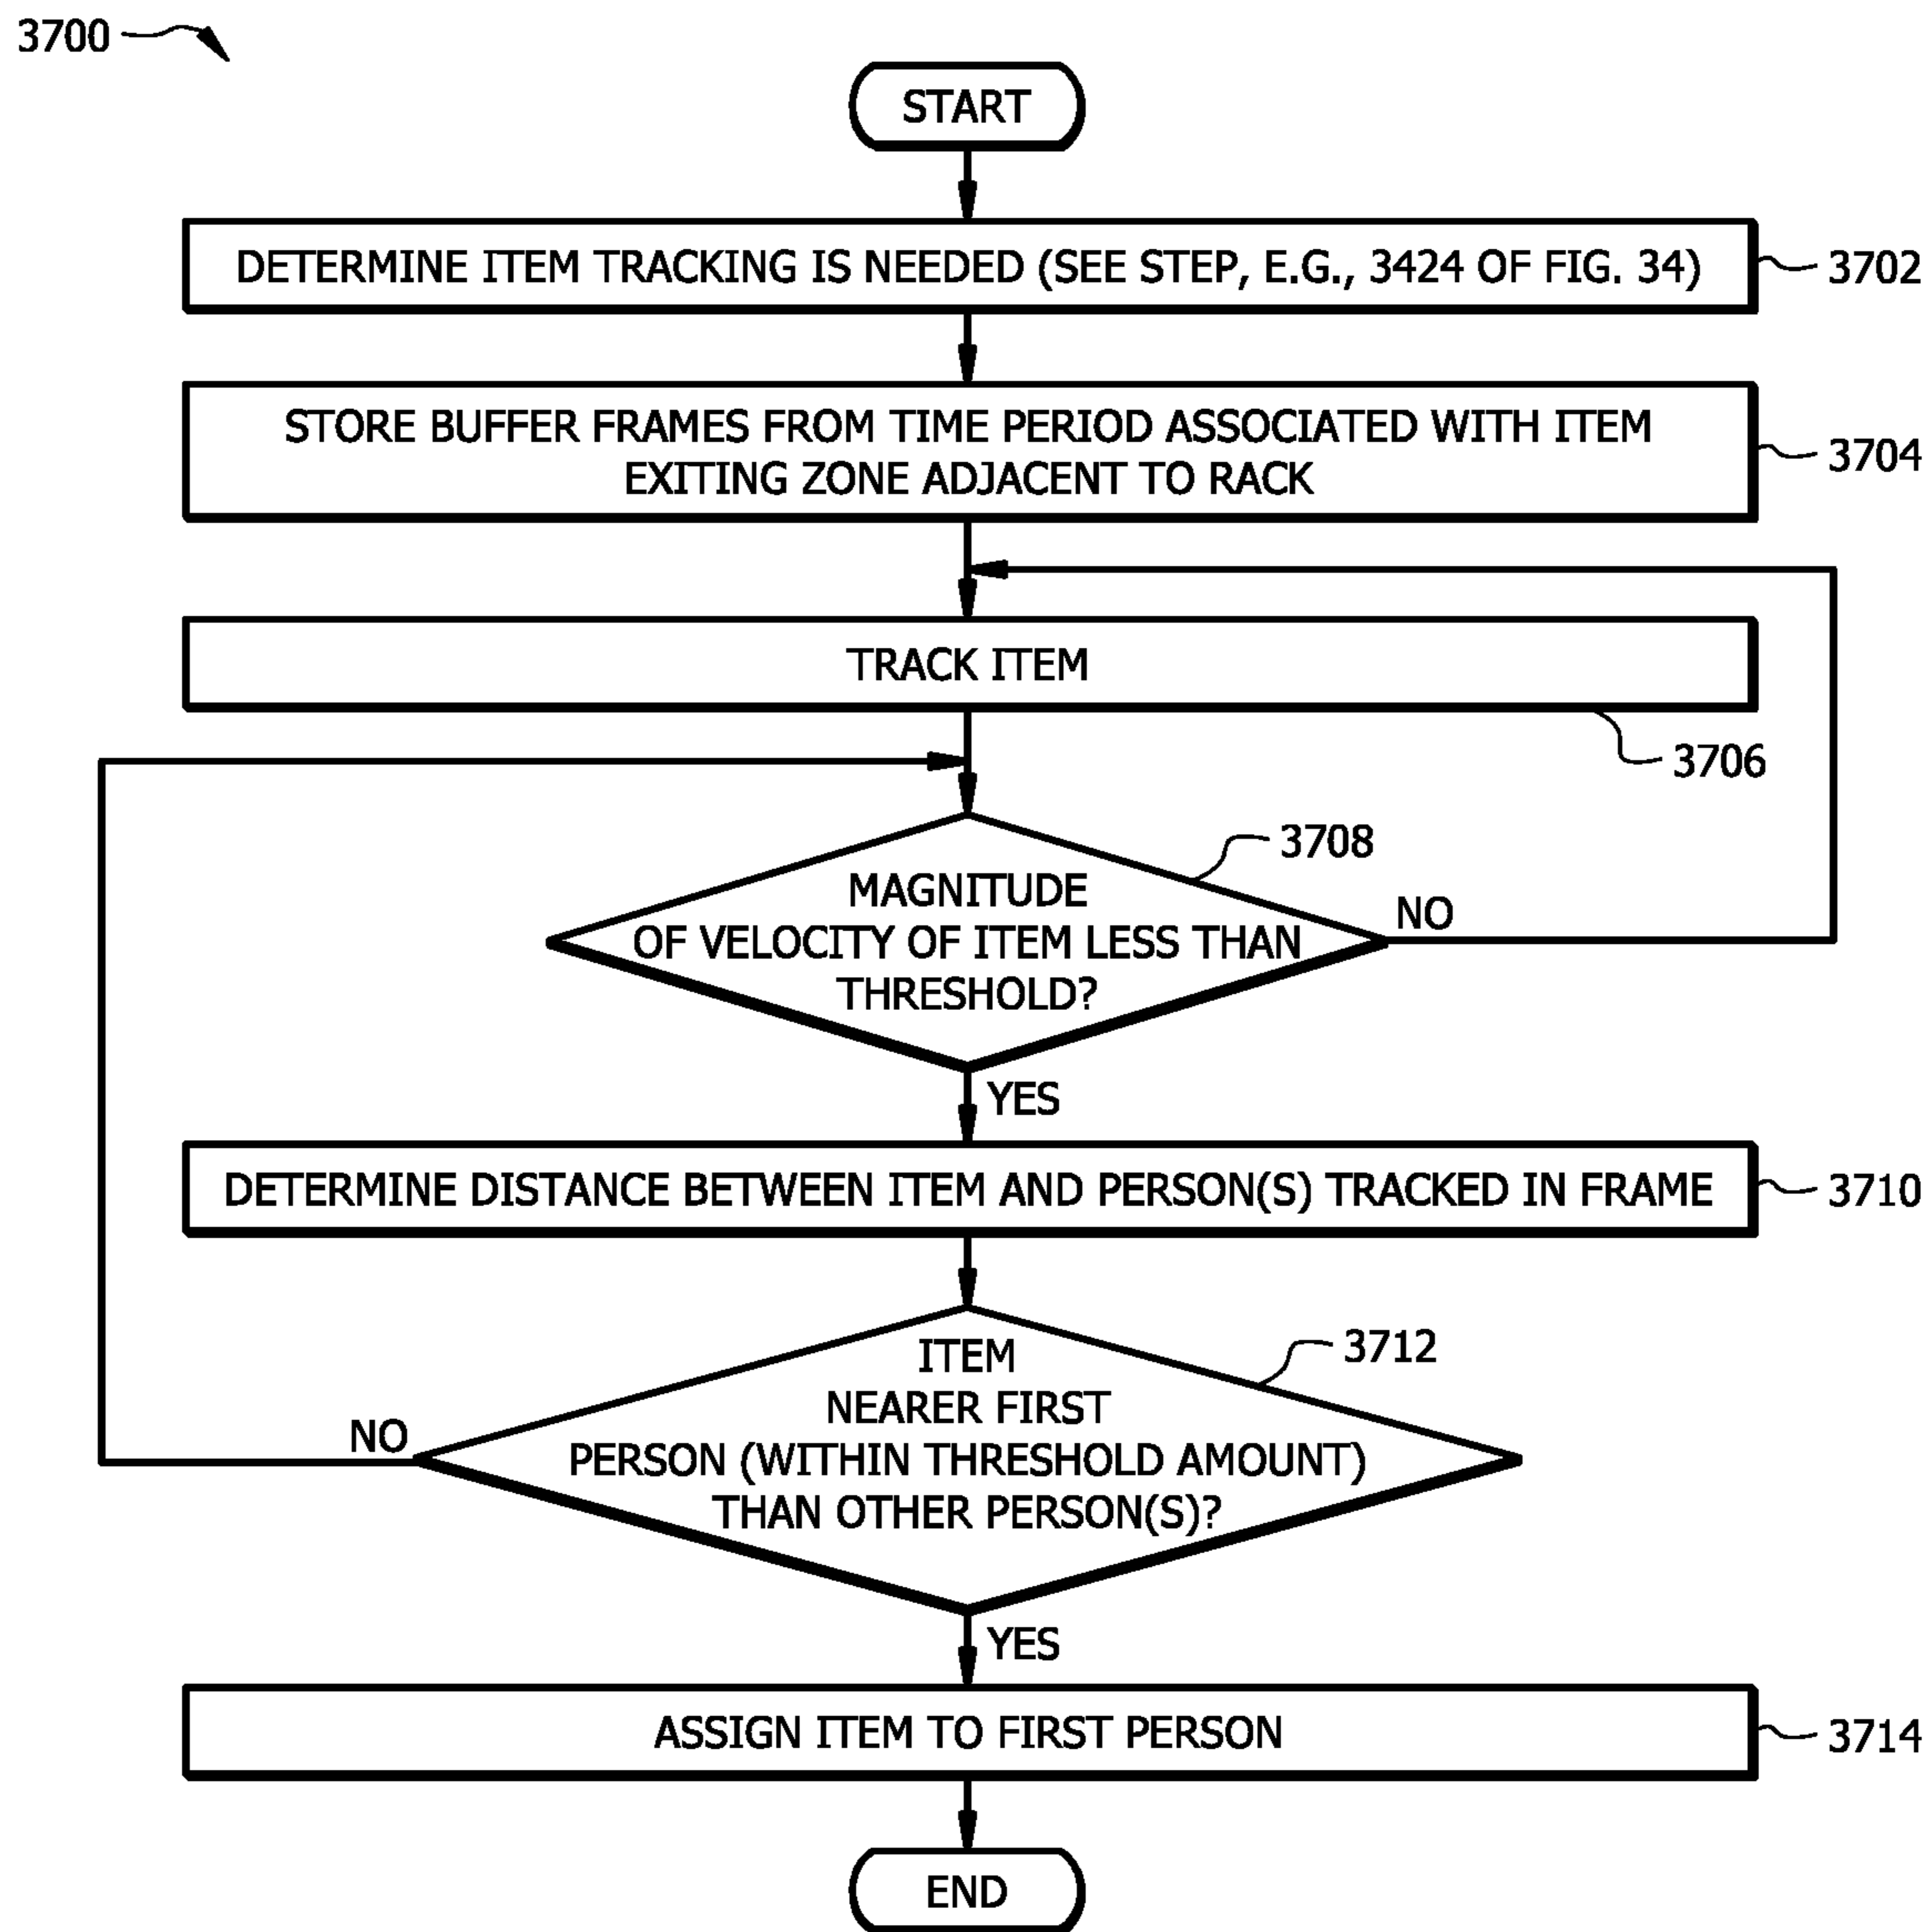 3700
START
DETERMINE ITEM TRACKING IS NEEDED (SEE STEP, E.G., 3424 OF FIG. 34)
3702
STORE BUFFER FRAMES FROM TIME PERIOD ASSOCIATED WITH ITEM
EXITING ZONE ADJACENT TO RACK
3704
TRACK ITEM
3706
3708
MAGNITUDE
OF VELOCITY OF ITEM LESS THAN
THRESHOLD?
NO
YES
DETERMINE DISTANCE BETWEEN ITEM AND PERSON(S) TRACKED IN FRAME
3710
3712
ITEM
NEARER FIRST
PERSON (WITHIN THRESHOLD AMOUNT)
THAN OTHER PERSON(S)?
NO
YES
ASSIGN ITEM TO FIRST PERSON
3714
END